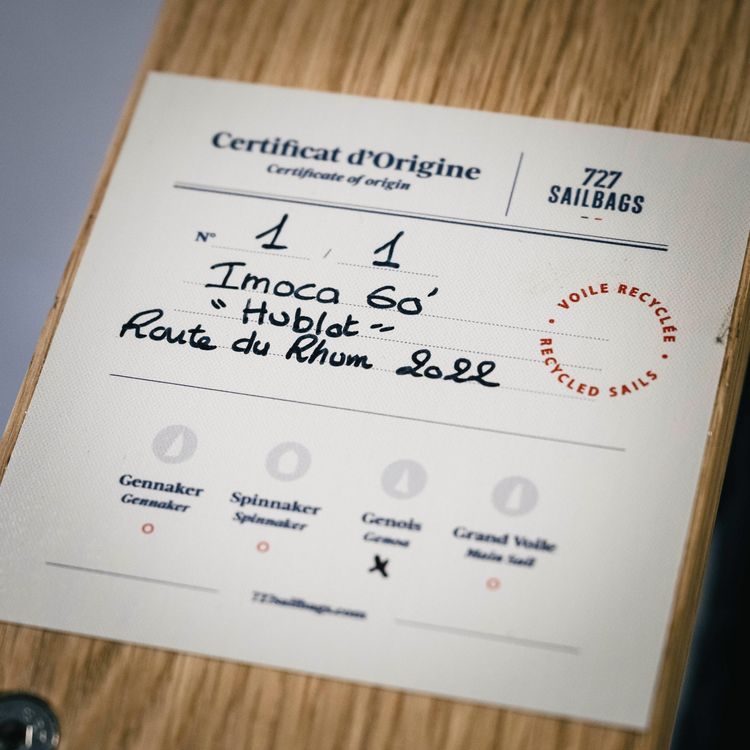 Certificat d'Origine
Certificate of origin
727
SAILBAGS
N° 1 / 1
Imoca 60'
"Hublot"
Route du Rhum 2022
VOILE RECYCLÉE • RECYCLED SAILS •
Gennaker
Gennaker
Spinnaker
Spinnaker
Genois
Genoa
X
Grand Voile
Main Sail
727sailbags.com